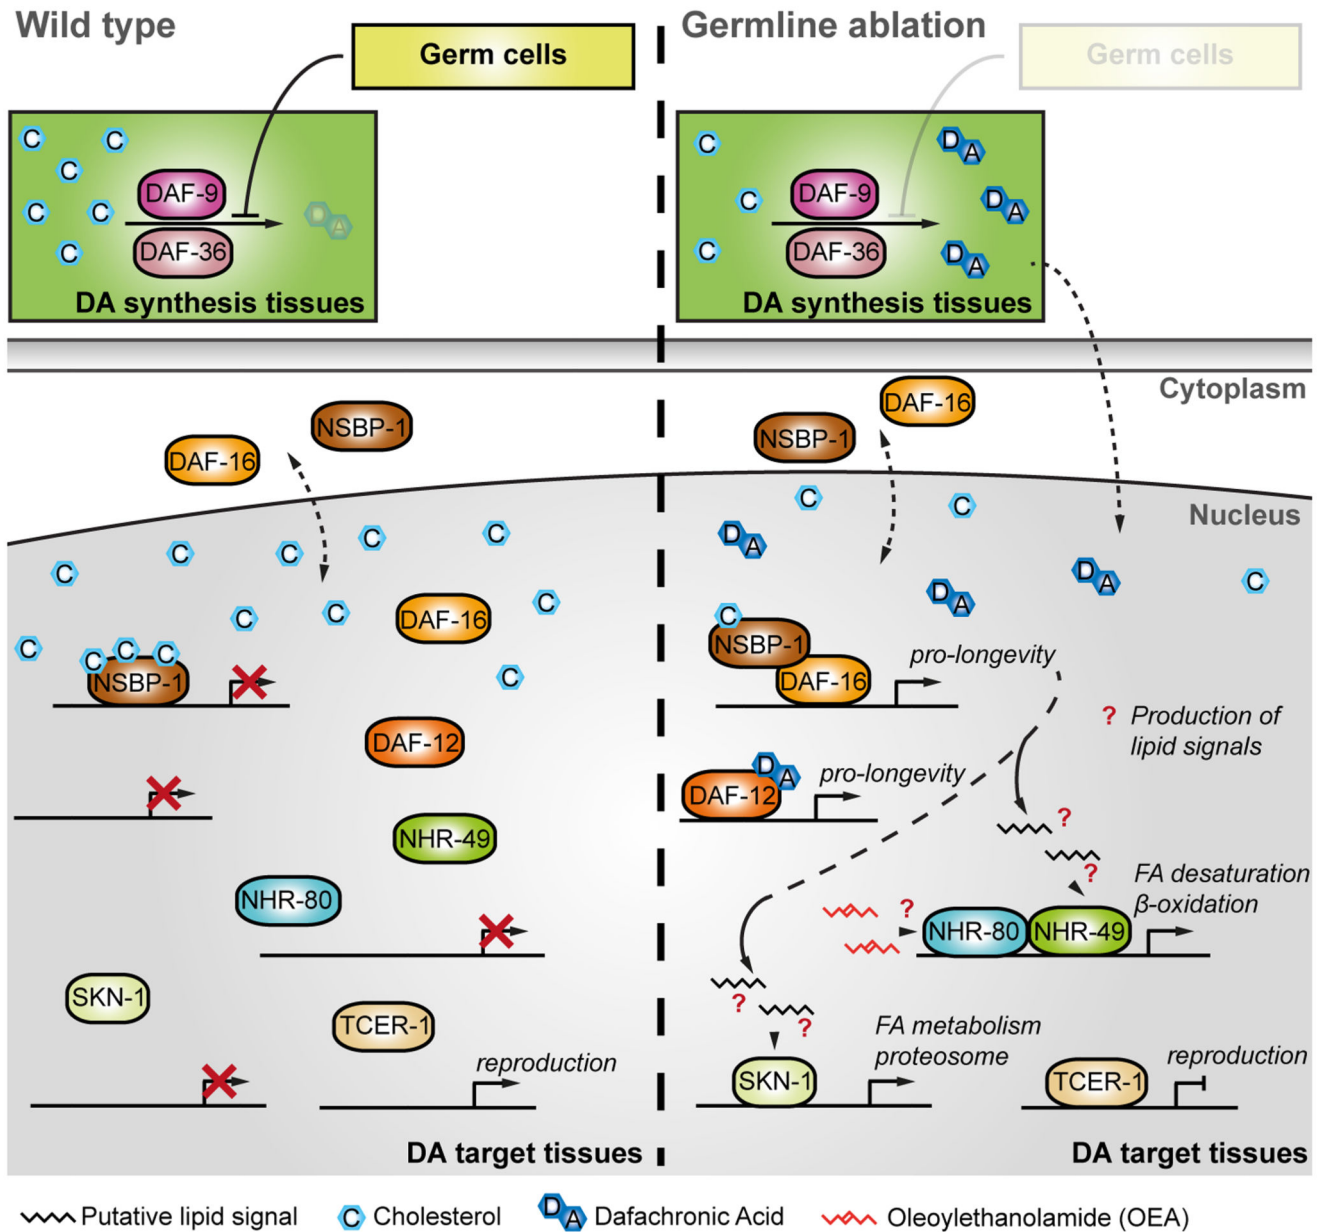 Wild type
Germ cells
C
C
C
C
C
C
DAF-9
DAF-36
D
A
DA synthesis tissues
Germline ablation
Germ cells
C
C
C
DAF-9
DAF-36
D
A
D
A
D
A
DA synthesis tissues
Cytoplasm
NSBP-1
DAF-16
C
C
C
C
C
C
C
C
C
C
DAF-16
C
C
C
C
NSBP-1
DAF-12
NHR-49
NHR-80
SKN-1
TCER-1
reproduction
DA target tissues
DAF-16
NSBP-1
Nucleus
C
C
D
A
D
A
D
A
C
C
NSBP-1
DAF-16
pro-longevity
? Production of
lipid signals
D
A
DAF-12
pro-longevity
?
?
FA desaturation
β-oxidation
?
NHR-80
NHR-49
?
?
FA metabolism
proteosome
SKN-1
TCER-1
reproduction
DA target tissues
Putative lipid signal
C Cholesterol
D
A
Dafachronic Acid
Oleoylethanolamide (OEA)